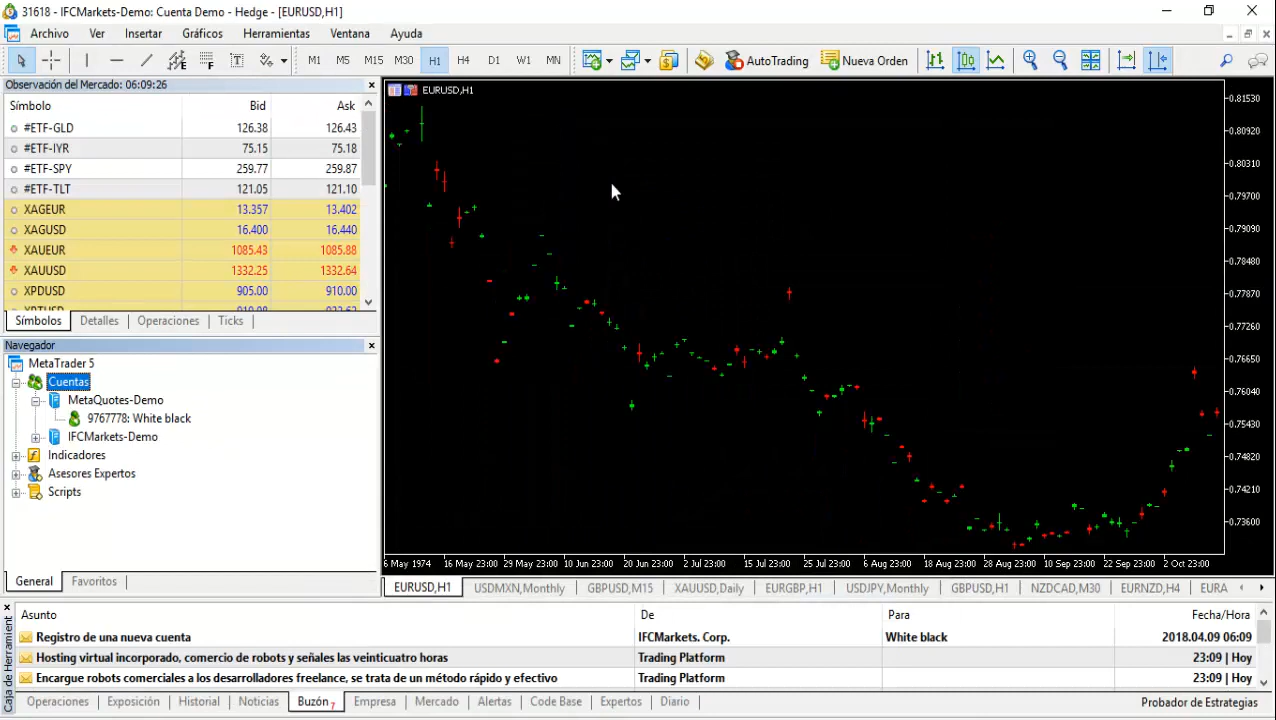 31618 - IFCMarkets-Demo: Cuenta Demo - Hedge - [EURUSD,H1]
Archivo Ver Insertar Gráficos Herramientas Ventana Ayuda
M1 M5 M15 M30 H1 H4 D1 W1 MN AutoTrading Nueva Orden
Observación del Mercado: 06:09:26
Símbolo Bid Ask
#ETF-GLD 126.38 126.43
#ETF-IYR 75.15 75.18
#ETF-SPY 259.77 259.87
#ETF-TLT 121.05 121.10
XAGEUR 13.357 13.402
XAGUSD 16.400 16.440
XAUEUR 1085.43 1085.88
XAUUSD 1332.25 1332.64
XPDUSD 905.00 910.00
Símbolos Detalles Operaciones Ticks
Navegador
MetaTrader 5
Cuentas
MetaQuotes-Demo
9767778: White black
IFCMarkets-Demo
Indicadores
Asesores Expertos
Scripts
General Favoritos
EURUSD,H1
0.81530
0.80920
0.80310
0.79700
0.79090
0.78480
0.77870
0.77260
0.76650
0.76040
0.75430
0.74820
0.74210
0.73600
6 May 1974 16 May 23:00 29 May 23:00 10 Jun 23:00 20 Jun 23:00 2 Jul 23:00 15 Jul 23:00 25 Jul 23:00 6 Aug 23:00 18 Aug 23:00 28 Aug 23:00 10 Sep 23:00 22 Sep 23:00 2 Oct 23:00
EURUSD,H1 USDMXN,Monthly GBPUSD,M15 XAUUSD,Daily EURGBP,H1 USDJPY,Monthly GBPUSD,H1 NZDCAD,M30 EURNZD,H4 EURA
Caja de Herramient
Asunto De Para Fecha/Hora
Registro de una nueva cuenta IFCMarkets. Corp. White black 2018.04.09 06:09
Hosting virtual incorporado, comercio de robots y señales las veinticuatro horas Trading Platform 23:09 | Hoy
Encargue robots comerciales a los desarrolladores freelance, se trata de un método rápido y efectivo Trading Platform 23:09 | Hoy
Operaciones Exposición Historial Noticias Buzón 7 Empresa Mercado Alertas Code Base Expertos Diario Probador de Estrategias